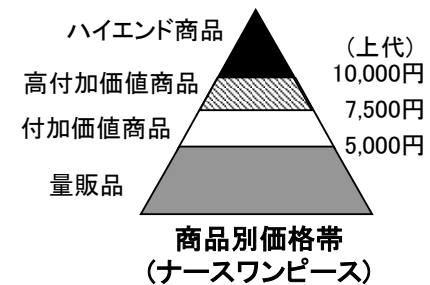 ハイエンド商品
(上代)
10,000円
高付加価値商品
7,500円
付加価値商品
5,000円
量販品
商品別価格帯
(ナースワンピース)